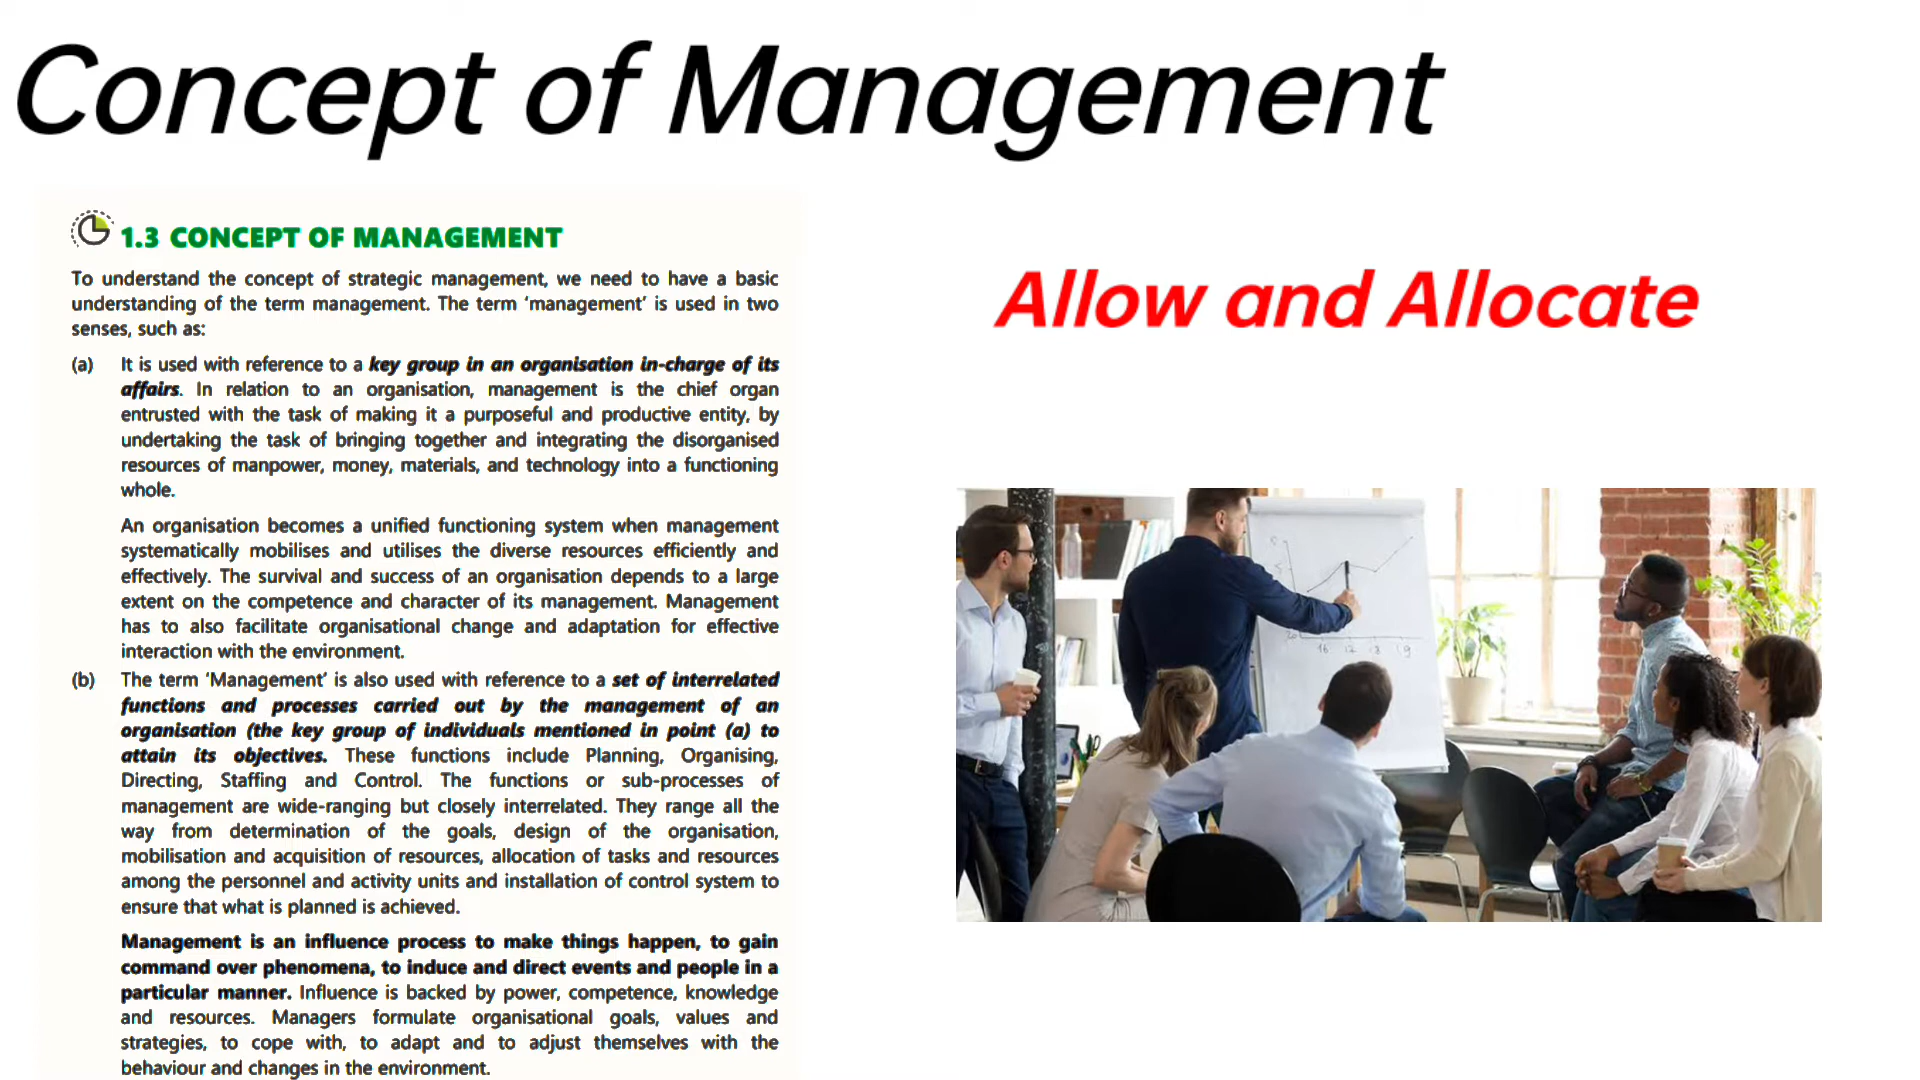 Concept of Management
1.3 CONCEPT OF MANAGEMENT
To understand the concept of strategic management, we need to have a basic
understanding of the term management. The term ‘management’ is used in two
senses, such as:
(a) It is used with reference to a key group in an organisation in-charge of its
affairs. In relation to an organisation, management is the chief organ
entrusted with the task of making it a purposeful and productive entity, by
undertaking the task of bringing together and integrating the disorganised
resources of manpower, money, materials, and technology into a functioning
whole.
An organisation becomes a unified functioning system when management
systematically mobilises and utilises the diverse resources efficiently and
effectively. The survival and success of an organisation depends to a large
extent on the competence and character of its management. Management
has to also facilitate organisational change and adaptation for effective
interaction with the environment.
(b) The term ‘Management’ is also used with reference to a set of interrelated
functions and processes carried out by the management of an
organisation (the key group of individuals mentioned in point (a) to
attain its objectives. These functions include Planning, Organising,
Directing, Staffing and Control. The functions or sub-processes of
management are wide-ranging but closely interrelated. They range all the
way from determination of the goals, design of the organisation,
mobilisation and acquisition of resources, allocation of tasks and resources
among the personnel and activity units and installation of control system to
ensure that what is planned is achieved.
Management is an influence process to make things happen, to gain
command over phenomena, to induce and direct events and people in a
particular manner. Influence is backed by power, competence, knowledge
and resources. Managers formulate organisational goals, values and
strategies, to cope with, to adapt and to adjust themselves with the
behaviour and changes in the environment.
Allow and Allocate